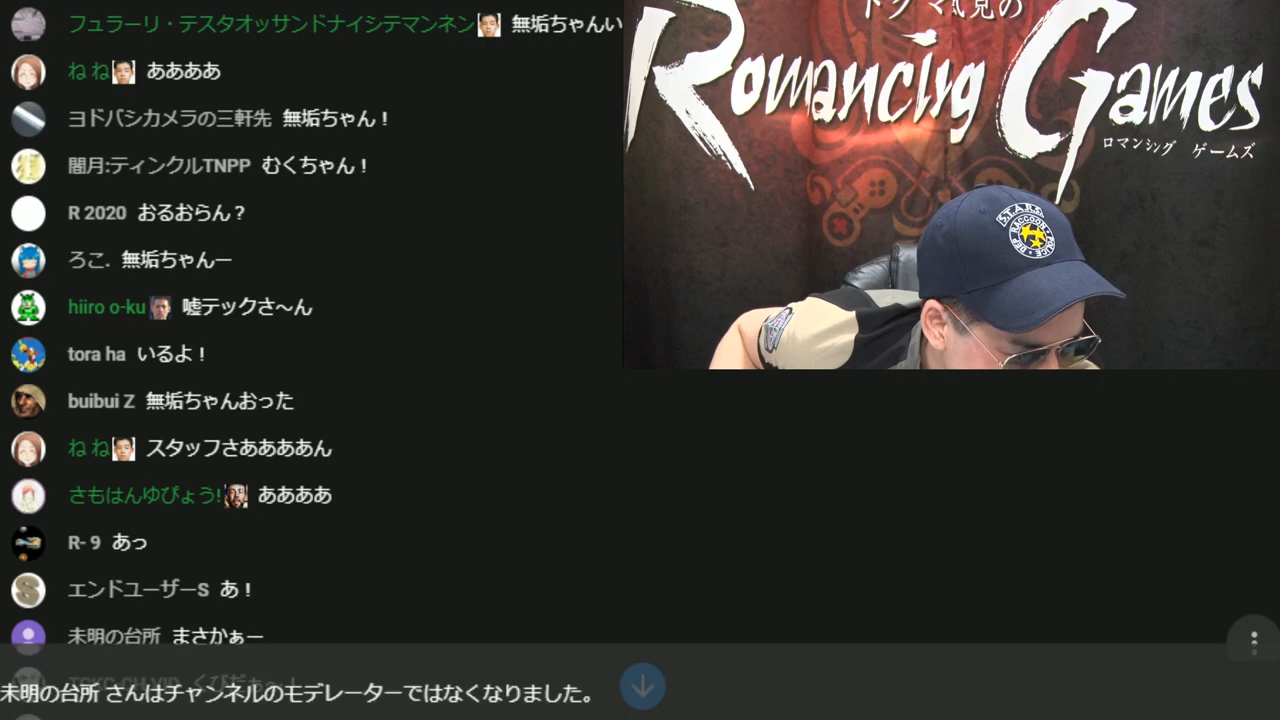 フュラーリ・テスタオッサンドナイシテマンネン 無垢ちゃんい
ね ね ああああ
ヨドバシカメラの三軒先 無垢ちゃん！
闇月:ティンクルTNPP むくちゃん！
R 2020 おるおらん？
ろこ. 無垢ちゃんー
hiiro o-ku 嘘テックさ〜ん
tora ha いるよ！
buibui Z 無垢ちゃんおった
ね ね スタッフさああああん
さもはんゆぴょう! ああああ
R- 9 あっ
エンドユーザーS あ！
未明の台所 まさかぁー
未明の台所 さんはチャンネルのモデレーターではなくなりました。
Romancing Games
ロマンシング ゲームズ
S.T.A.R.S.
RACCOON POLICE DEP